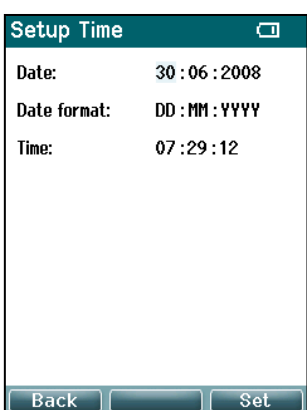 Setup Time
Date: 30 : 06 : 2008
Date format: DD : MM : YYYY
Time: 07 : 29 : 12
Back Set